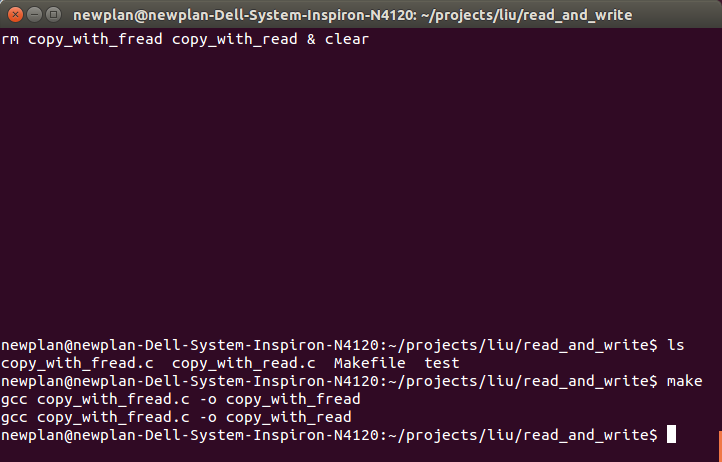 newplan@newplan-Dell-System-Inspiron-N4120: ~/projects/liu/read_and_write
rm copy_with_fread copy_with_read & clear
newplan@newplan-Dell-System-Inspiron-N4120:~/projects/liu/read_and_write$ ls
copy_with_fread.c  copy_with_read.c  Makefile  test
newplan@newplan-Dell-System-Inspiron-N4120:~/projects/liu/read_and_write$ make
gcc copy_with_fread.c -o copy_with_fread
gcc copy_with_fread.c -o copy_with_read
newplan@newplan-Dell-System-Inspiron-N4120:~/projects/liu/read_and_write$